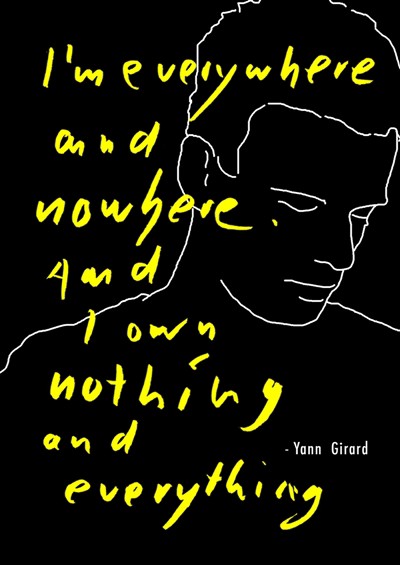 I'm everywhere
and
nowhere.
And
I own
nothing
and
everything
- Yann Girard